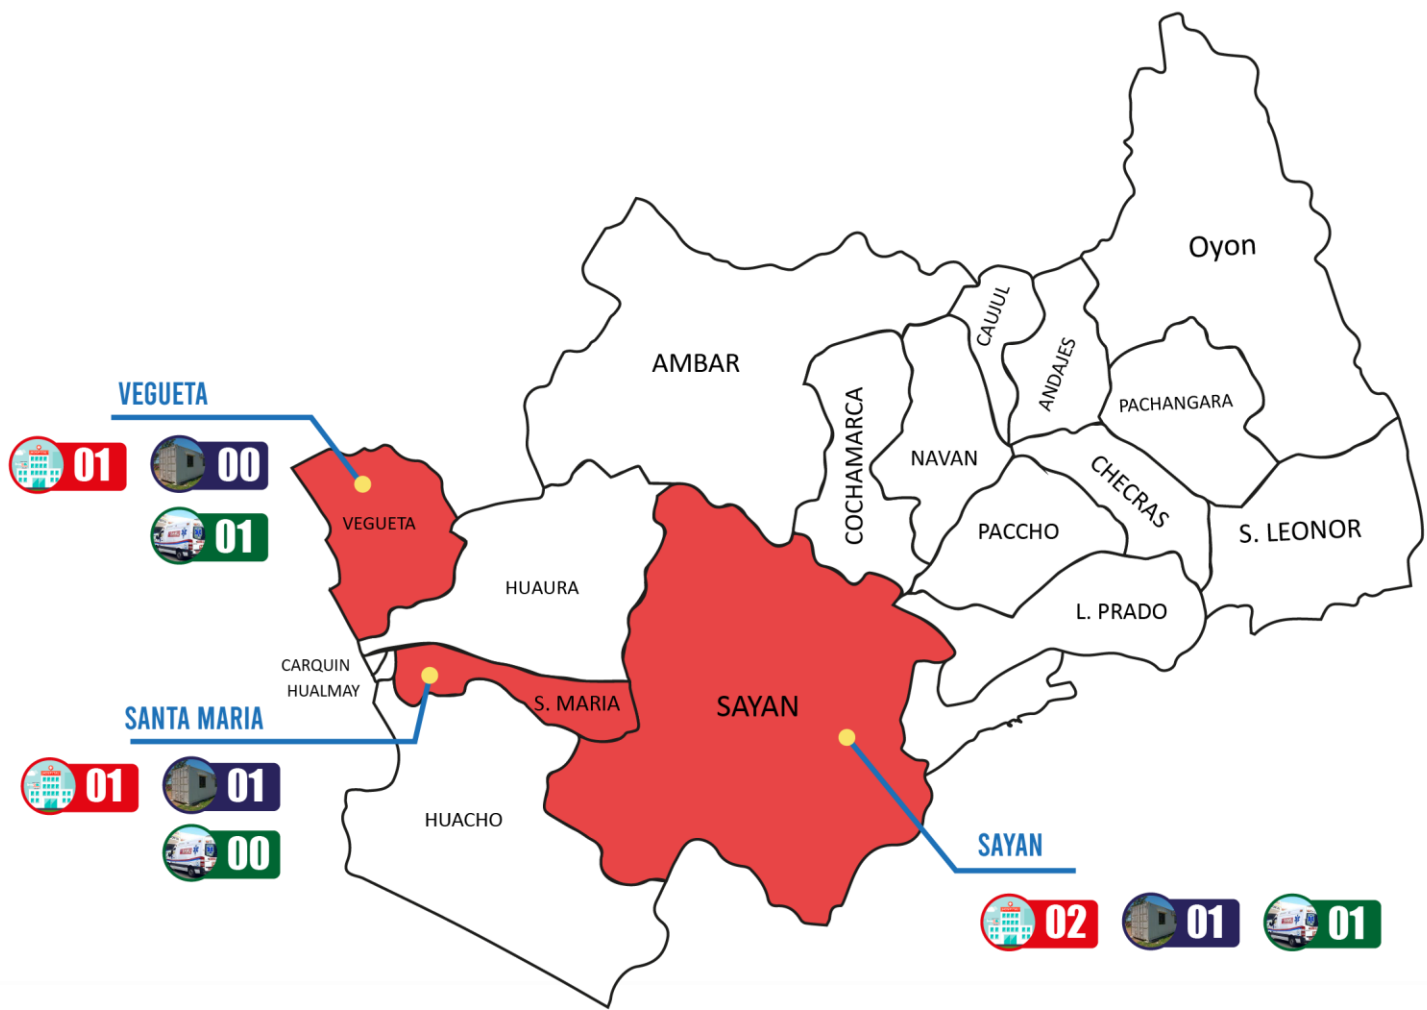 Oyon
CAUJUL
ANDAJES
AMBAR
PACHANGARA
VEGUETA
01
00
01
COCHAMARCA
NAVAN
CHECRAS
VEGUETA
PACCHO
S. LEONOR
HUAURA
L. PRADO
CARQUIN
HUALMAY
S. MARIA
SAYAN
SANTA MARIA
01
01
00
HUACHO
SAYAN
02
01
01